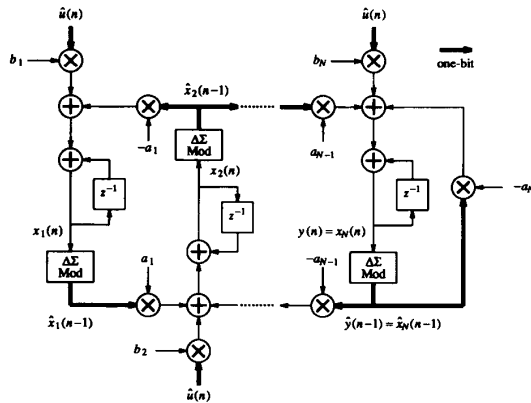 û(n)
û(n)
b₁
b_N
one-bit
x̂₂(n−1)
−a₁
a_{N−1}
ΔΣ
Mod
x₂(n)
z⁻¹
z⁻¹
z⁻¹
x₁(n)
y(n) = x_N(n)
ΔΣ
Mod
a₁
−a_{N−1}
ΔΣ
Mod
x̂₁(n−1)
ŷ(n−1) = x̂_N(n−1)
b₂
û(n)